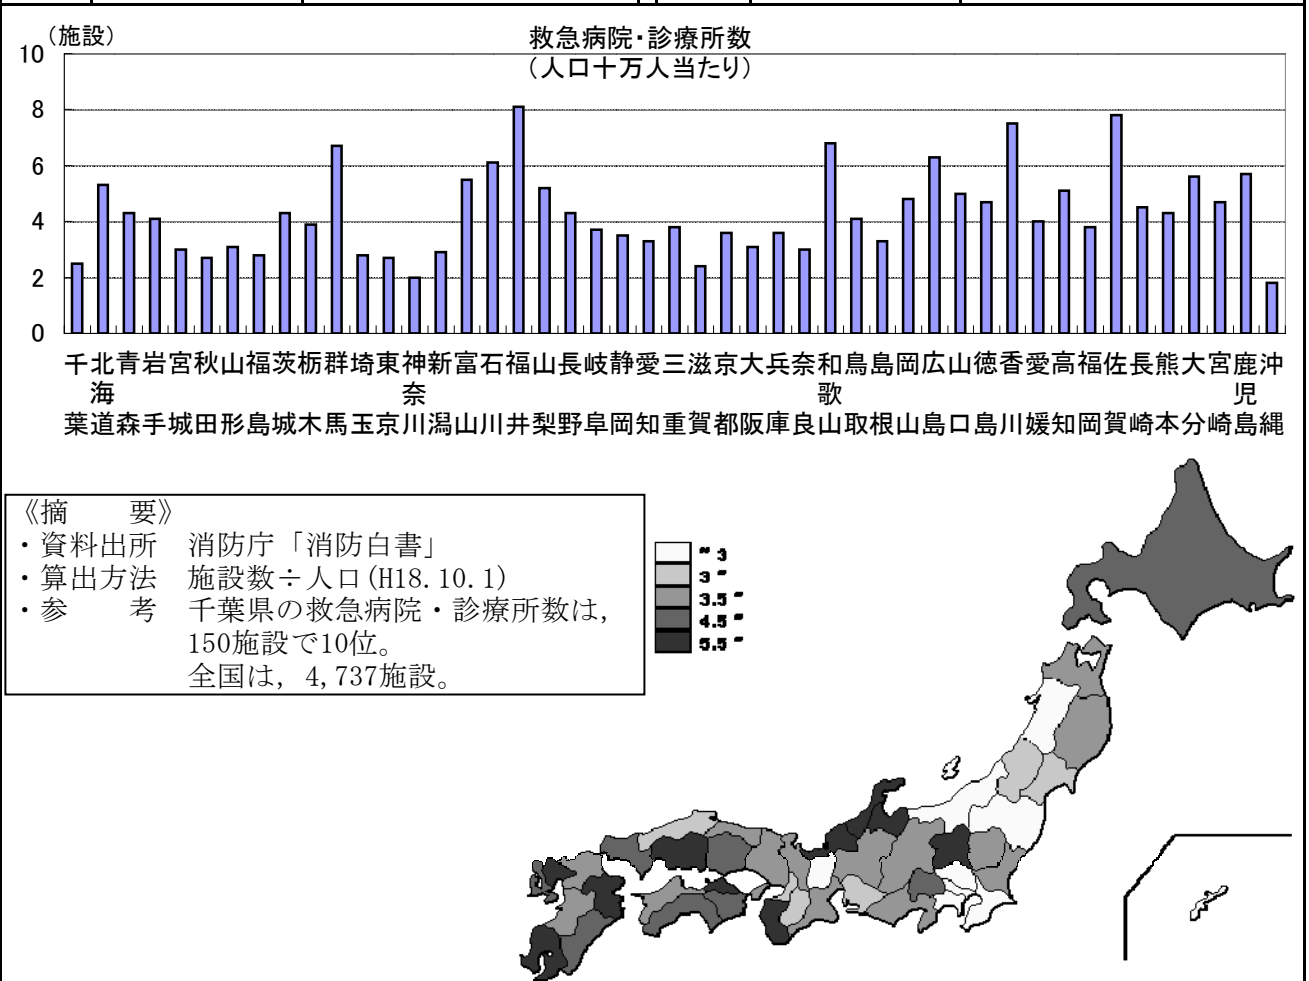 （施設）
救急病院・診療所数
（人口十万人当たり）
10
8
6
4
2
0
千葉 北海道 青森 岩手 宮城 秋田 山形 福島 茨城 栃木 群馬 埼玉 東京 神奈川 新潟 富山 石川 福井 山梨 長野 岐阜 静岡 愛知 三重 滋賀 京都 大阪 兵庫 奈良 和歌山 鳥取 島根 岡山 広島 山口 徳島 香川 愛媛 高知 福岡 佐賀 長崎 熊本 大分 宮崎 鹿児島 沖縄
《摘　　要》
・資料出所　消防庁「消防白書」
・算出方法　施設数÷人口(H18.10.1)
・参　　考　千葉県の救急病院・診療所数は，
150施設で10位。
全国は，4,737施設。
~ 3
3 ~
3.5 ~
4.5 ~
5.5 ~